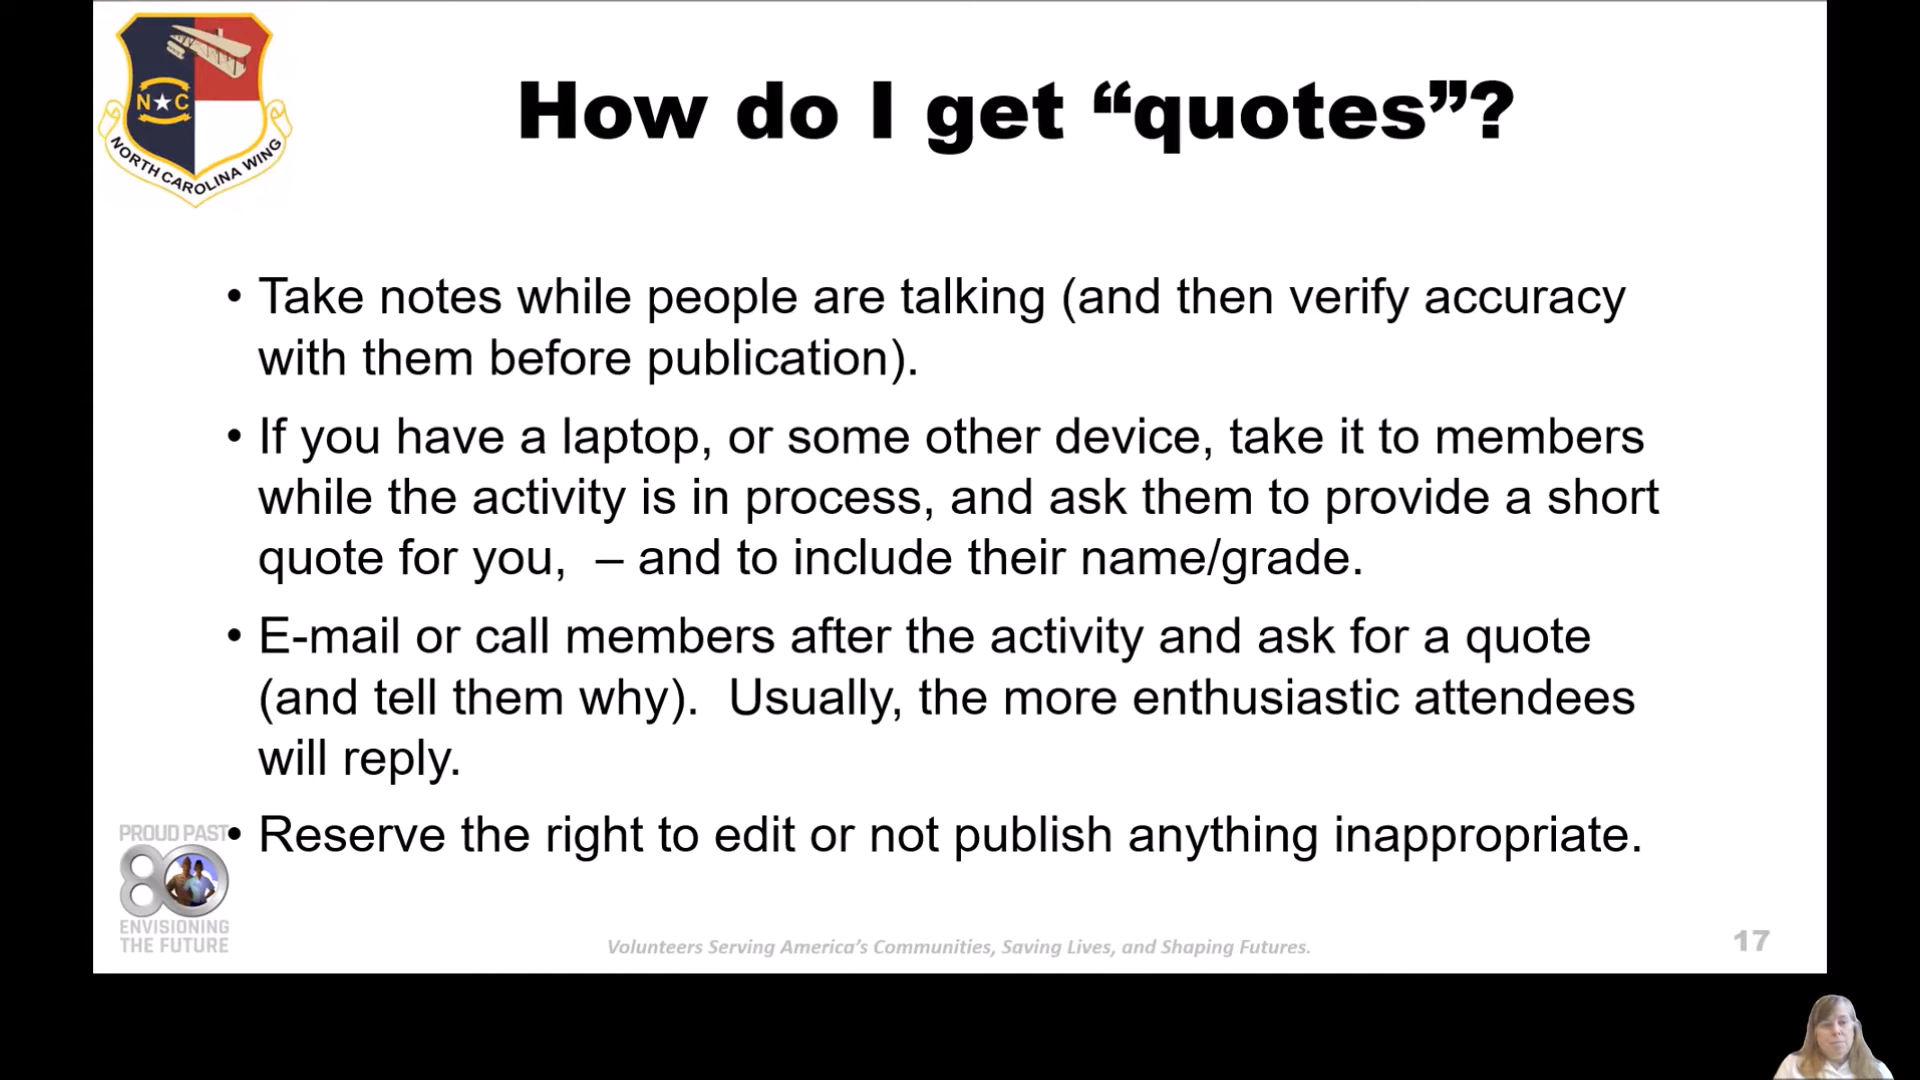 N★C
NORTH CAROLINA WING
How do I get “quotes”?
• Take notes while people are talking (and then verify accuracy
with them before publication).
• If you have a laptop, or some other device, take it to members
while the activity is in process, and ask them to provide a short
quote for you,  – and to include their name/grade.
• E-mail or call members after the activity and ask for a quote
(and tell them why).  Usually, the more enthusiastic attendees
will reply.
• Reserve the right to edit or not publish anything inappropriate.
PROUD PAST
80
ENVISIONING
THE FUTURE
Volunteers Serving America’s Communities, Saving Lives, and Shaping Futures.
17